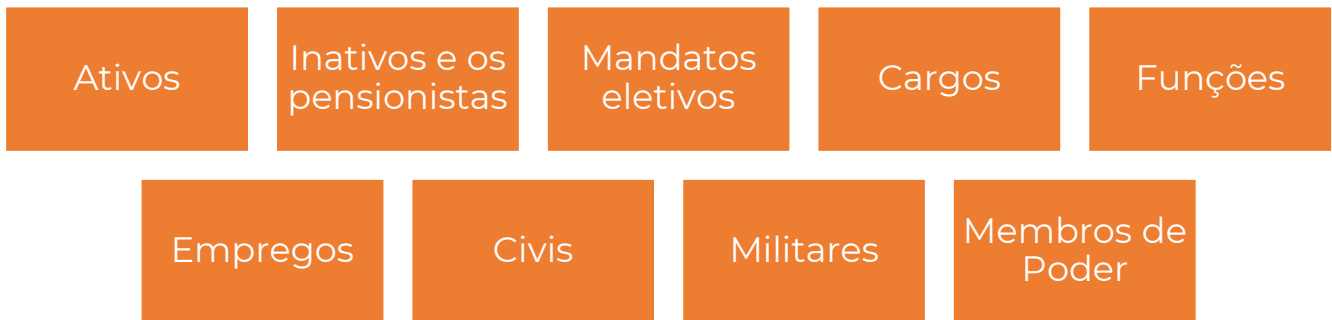 Ativos
Inativos e os
pensionistas
Mandatos
eletivos
Cargos
Funções
Empregos
Civis
Militares
Membros de
Poder